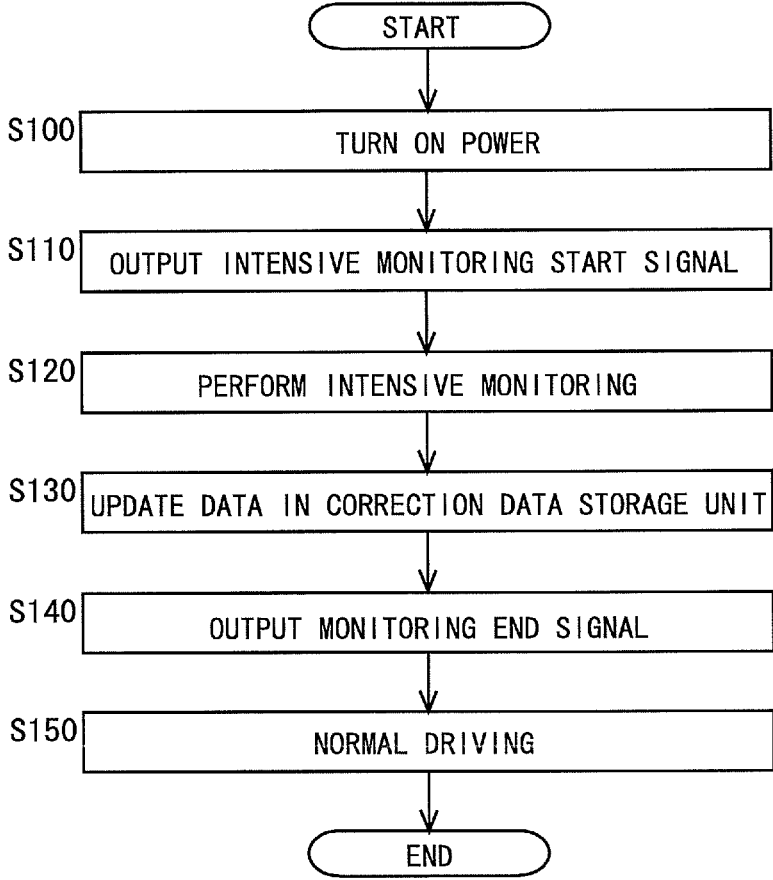 START
S100
TURN ON POWER
S110
OUTPUT INTENSIVE MONITORING START SIGNAL
S120
PERFORM INTENSIVE MONITORING
S130
UPDATE DATA IN CORRECTION DATA STORAGE UNIT
S140
OUTPUT MONITORING END SIGNAL
S150
NORMAL DRIVING
END